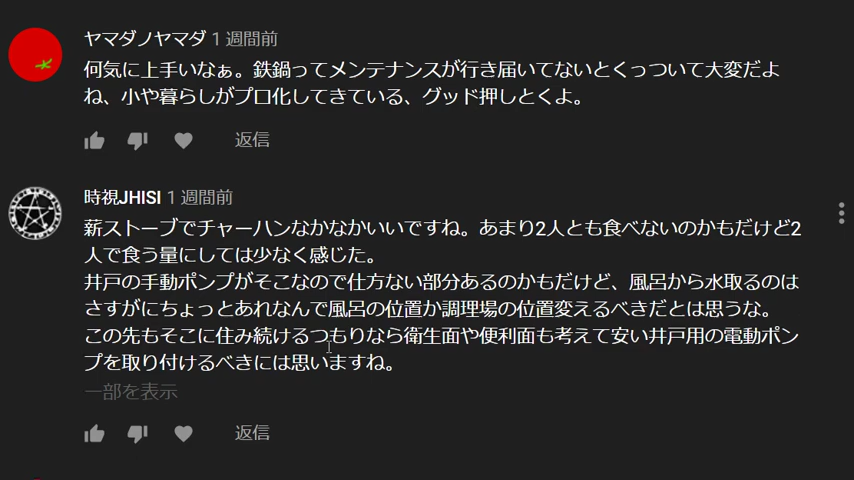 ヤマダノヤマダ 1 週間前
何気に上手いなぁ。鉄鍋ってメンテナンスが行き届いてないとくっついて大変だよ
ね、小や暮らしがプロ化してきている、グッド押しとくよ。
返信
時視JHISI 1 週間前
薪ストーブでチャーハンなかなかいいですね。あまり2人とも食べないのかもだけど2
人で食う量にしては少なく感じた。
井戸の手動ポンプがそこなので仕方ない部分あるのかもだけど、風呂から水取るのは
さすがにちょっとあれなんで風呂の位置か調理場の位置変えるべきだとは思うな。
この先もそこに住み続けるつもりなら衛生面や便利面も考えて安い井戸用の電動ポン
プを取り付けるべきには思いますね。
一部を表示
返信